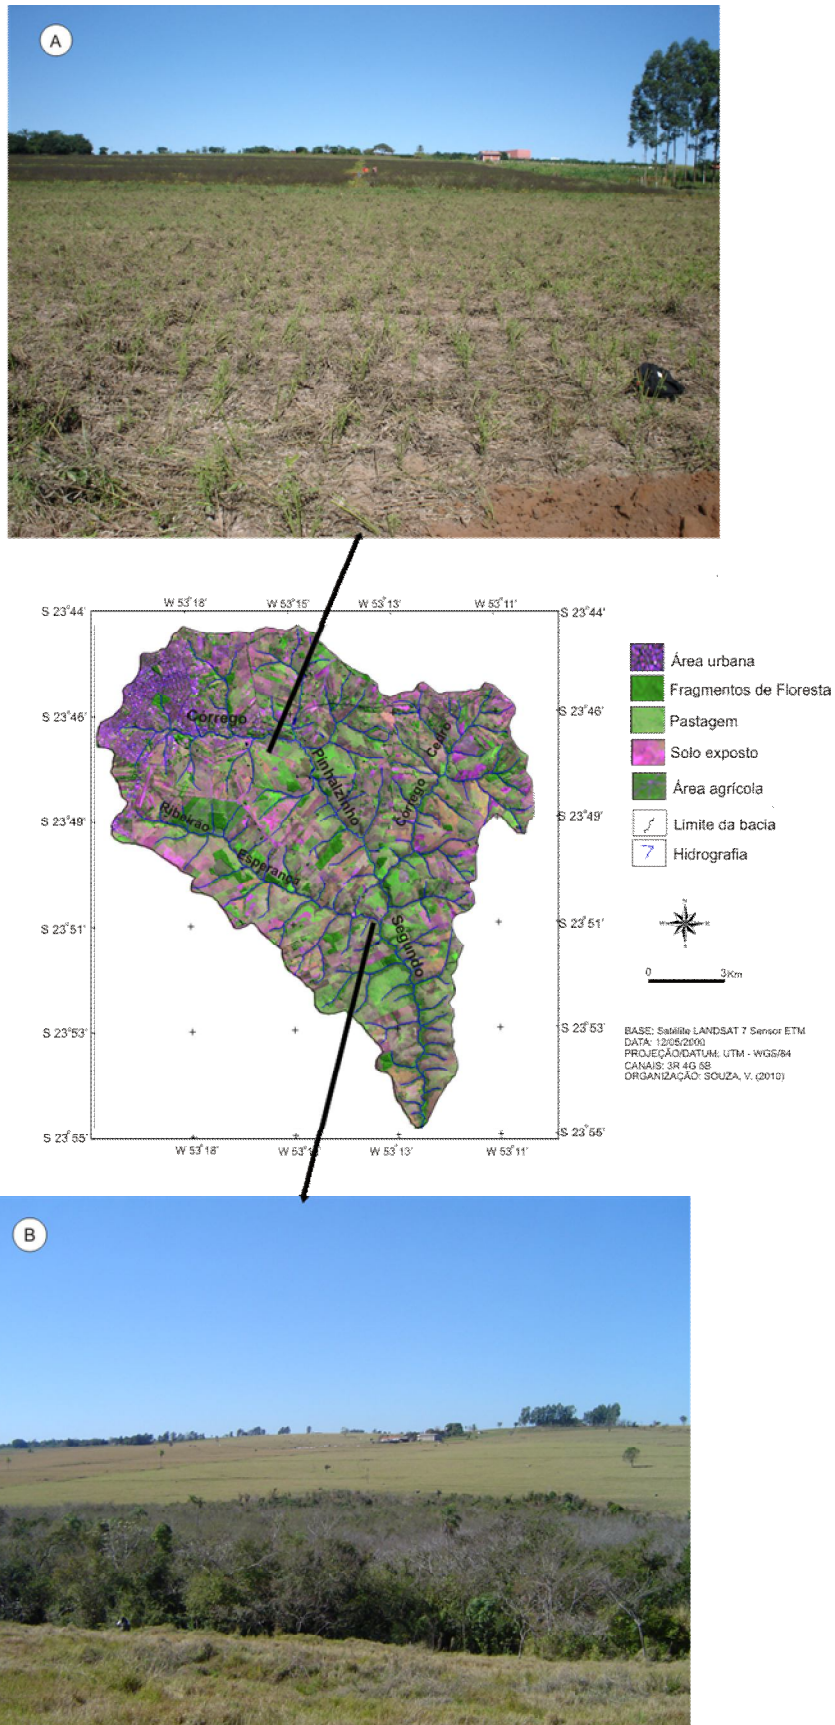 A
W 53°18' W 53°15' W 53°13' W 53°11'
S 23°44' S 23°44'
Área urbana
Fragmentos de Floresta
Pastagem
Solo exposto
Área agrícola
Limite da bacia
Hidrografia
S 23°46' S 23°46'
Córrego
Cedro
Pinhalzinho
Córrego
S 23°49' S 23°49'
Ribeirão
Esperança
S 23°51' S 23°51'
Segundo
0 3Km
S 23°53' S 23°53'
BASE: Satélite LANDSAT 7 Sensor ETM
DATA: 12/05/2000
PROJEÇÃO/DATUM: UTM - WGS/84
CANAIS: 3R 4G 5B
ORGANIZAÇÃO: SOUZA, V. (2010)
S 23°55' S 23°55'
W 53°18' W 53°13' W 53°11'
B